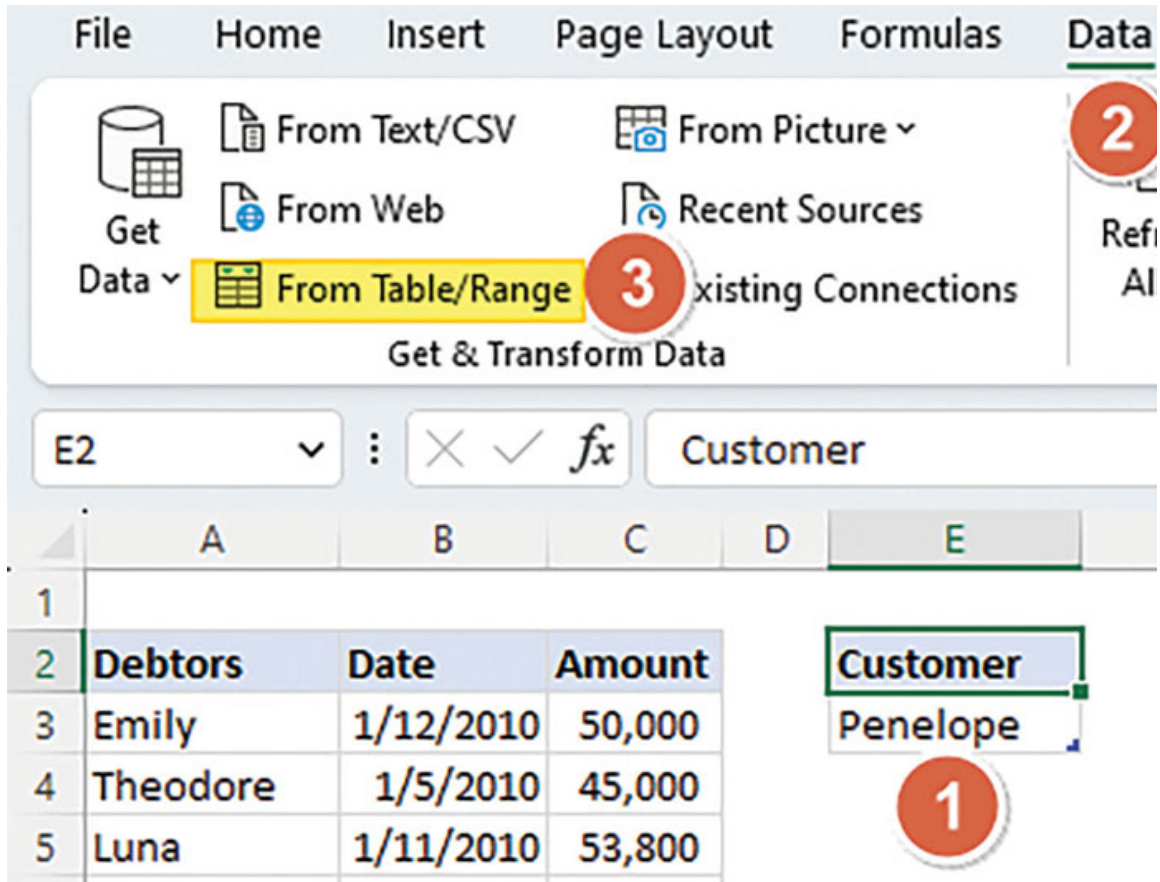 File Home Insert Page Layout Formulas Data
From Text/CSV From Picture
2
From Web Recent Sources
Get
Data
From Table/Range 3 xisting Connections
Refr
Al
Get & Transform Data
E2 fx Customer
A B C D E
1
2 Debtors Date Amount Customer
3 Emily 1/12/2010 50,000 Penelope
4 Theodore 1/5/2010 45,000 1
5 Luna 1/11/2010 53,800